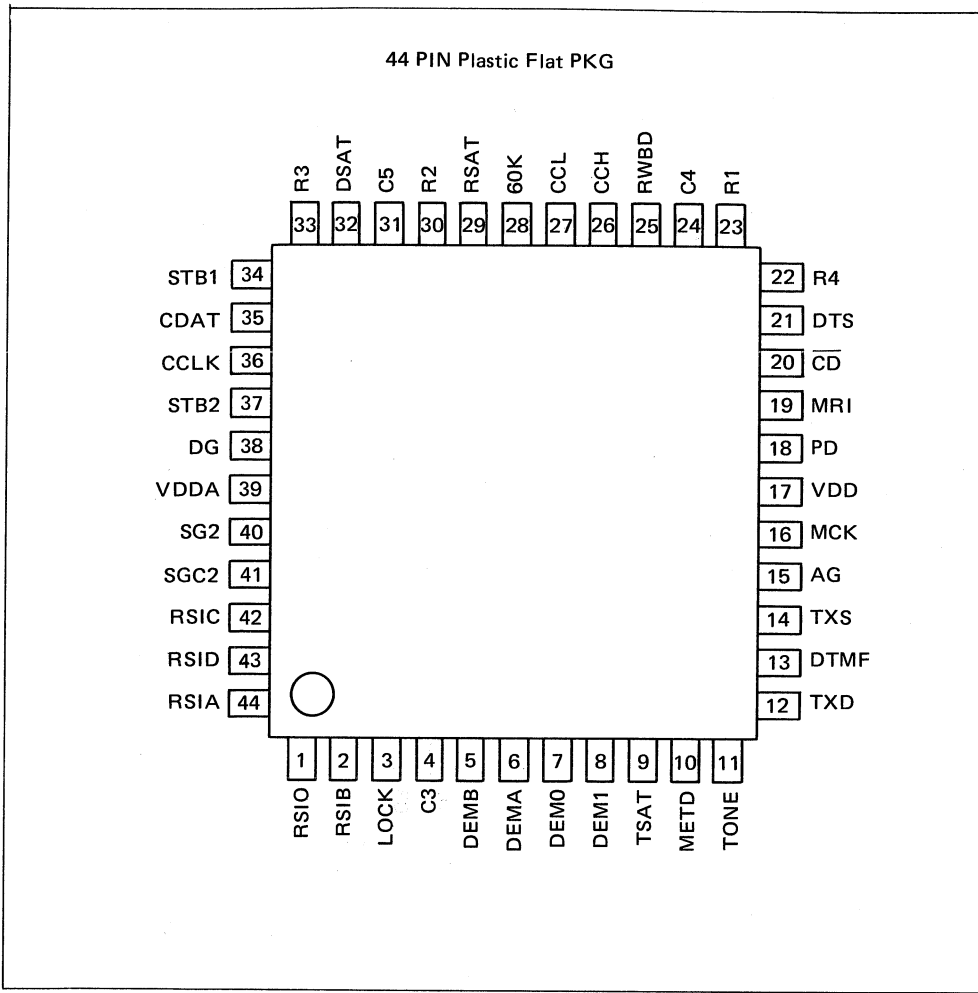 44 PIN Plastic Flat PKG
R3 DSAT C5 R2 RSAT 60K CCL CCH RWBD C4 R1
33 32 31 30 29 28 27 26 25 24 23
STB1 34 22 R4
CDAT 35 21 DTS
CCLK 36 20 C̅D̅
STB2 37 19 MRI
DG 38 18 PD
VDDA 39 17 VDD
SG2 40 16 MCK
SGC2 41 15 AG
RSIC 42 14 TXS
RSID 43 13 DTMF
RSIA 44 12 TXD
1 2 3 4 5 6 7 8 9 10 11
RSIO RSIB LOCK C3 DEMB DEMA DEM0 DEM1 TSAT METD TONE